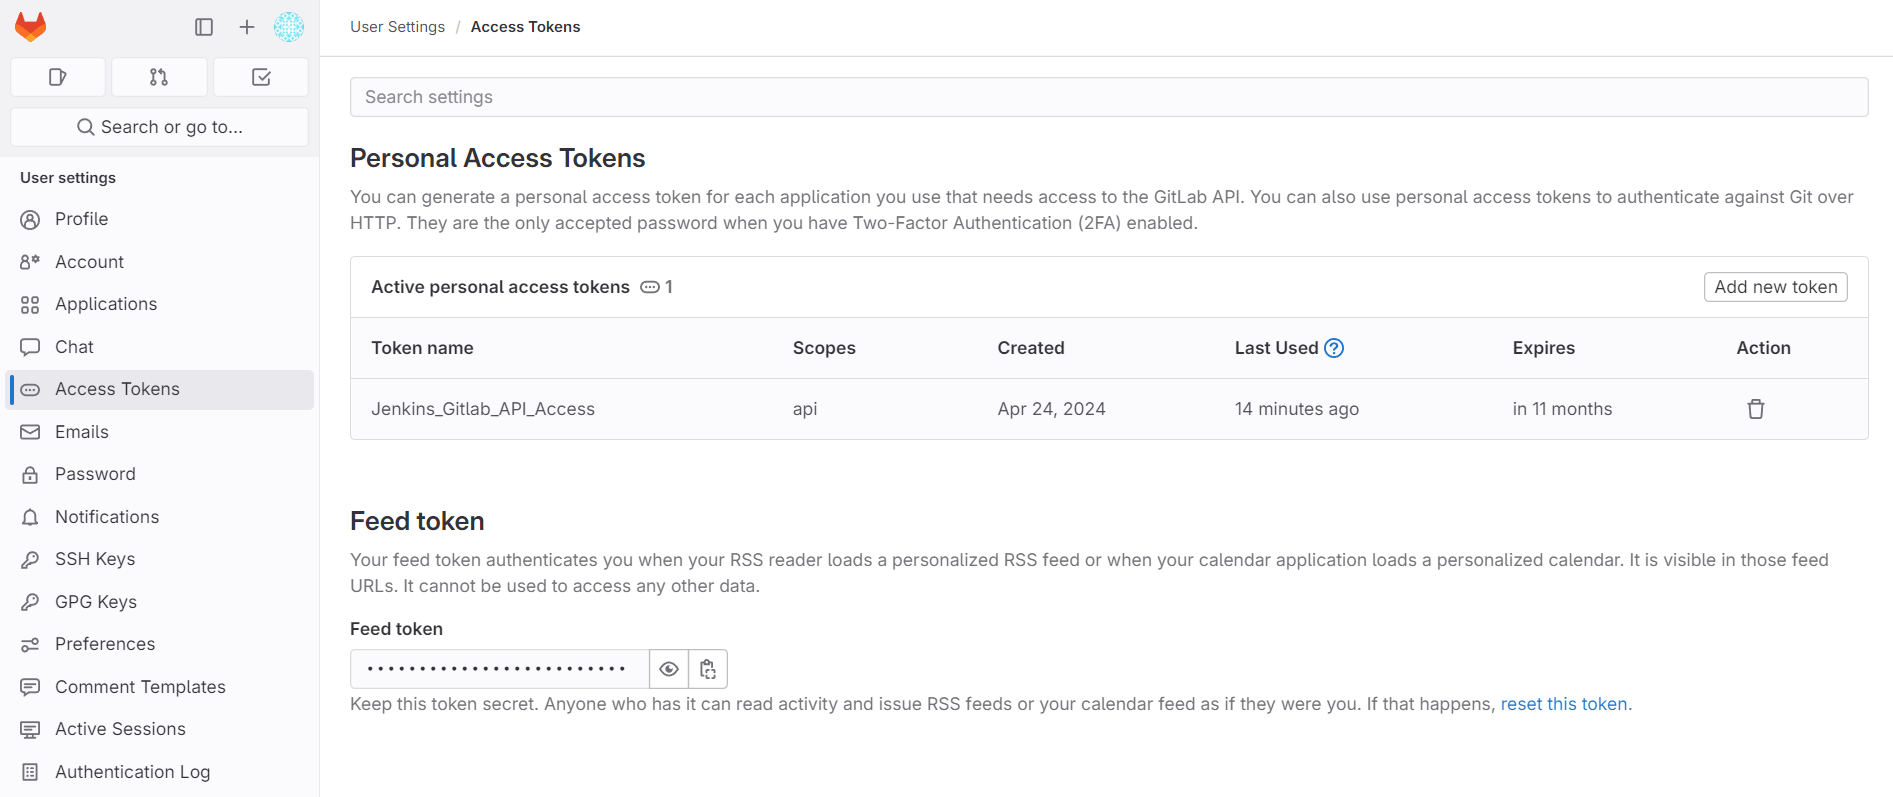 User Settings / Access Tokens
Search or go to...
User settings
Profile
Account
Applications
Chat
Access Tokens
Emails
Password
Notifications
SSH Keys
GPG Keys
Preferences
Comment Templates
Active Sessions
Authentication Log
Search settings
Personal Access Tokens
You can generate a personal access token for each application you use that needs access to the GitLab API. You can also use personal access tokens to authenticate against Git over
HTTP. They are the only accepted password when you have Two-Factor Authentication (2FA) enabled.
Active personal access tokens 1 Add new token
Token name Scopes Created Last Used Expires Action
Jenkins_Gitlab_API_Access api Apr 24, 2024 14 minutes ago in 11 months
Feed token
Your feed token authenticates you when your RSS reader loads a personalized RSS feed or when your calendar application loads a personalized calendar. It is visible in those feed
URLs. It cannot be used to access any other data.
Feed token
Keep this token secret. Anyone who has it can read activity and issue RSS feeds or your calendar feed as if they were you. If that happens, reset this token.